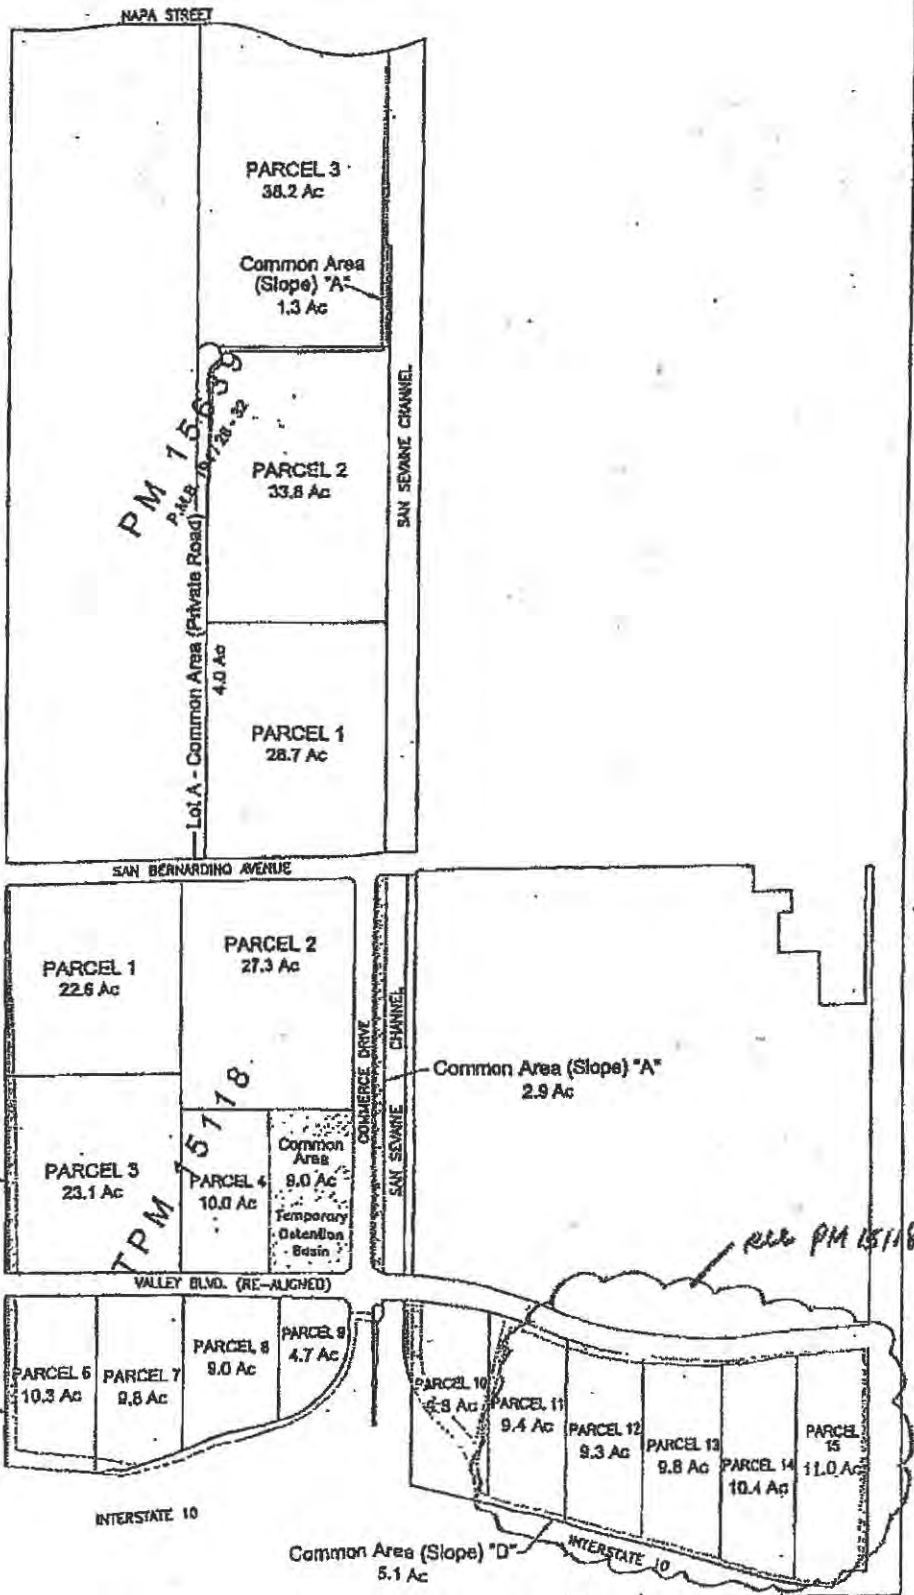 NAPA STREET
PARCEL 3
38.2 Ac
Common Area
(Slope) "A"
1.3 Ac
PM 15639
P.M.B. 194/28-32
SAN SEVAINE CHANNEL
PARCEL 2
33.8 Ac
Lot A - Common Area (Private Road)
4.0 Ac
PARCEL 1
28.7 Ac
SAN BERNARDINO AVENUE
PARCEL 1
22.6 Ac
PARCEL 2
27.3 Ac
COMMERCE DRIVE
SAN SEVAINE CHANNEL
Common Area (Slope) "A"
2.9 Ac
TPM 15118
PARCEL 3
23.1 Ac
PARCEL 4
10.0 Ac
Common
Area
9.0 Ac
Temporary
Detention
Basin
PM 15118
VALLEY BLVD. (RE-ALIGNED)
PARCEL 7
9.8 Ac
PARCEL 8
9.0 Ac
PARCEL 9
4.7 Ac
10.3 Ac
PARCEL 10
PARCEL 11
9.4 Ac
PARCEL 12
9.3 Ac
PARCEL 13
9.8 Ac
PARCEL 14
10.4 Ac
PARCEL
15
11.0 Ac
INTERSTATE 10
Common Area (Slope) "D"
5.1 Ac
INTERSTATE 10